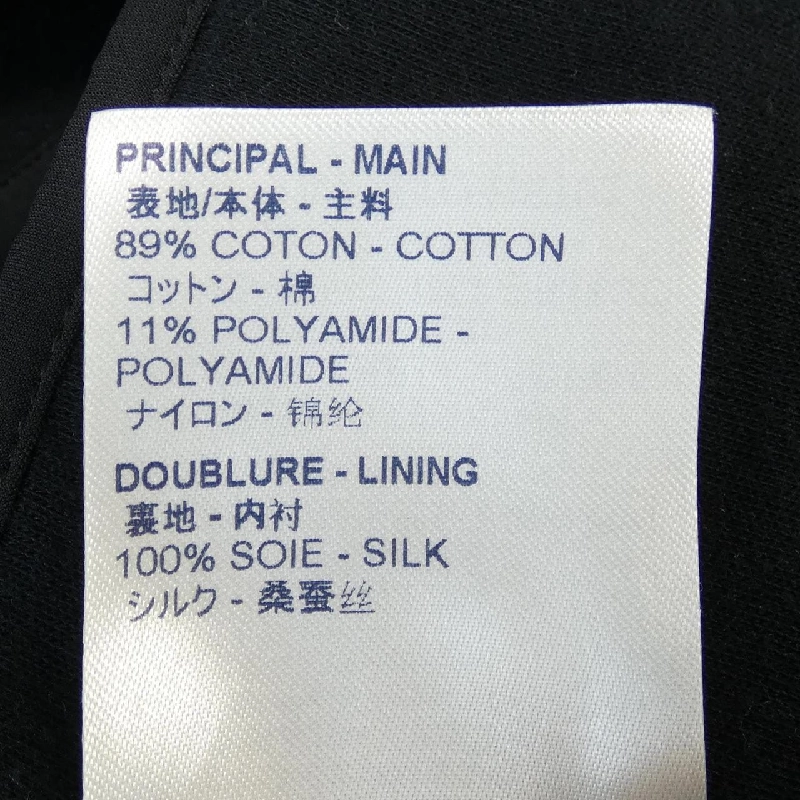 PRINCIPAL - MAIN
表地/本体 - 主料
89% COTON - COTTON
コットン - 棉
11% POLYAMIDE -
POLYAMIDE
ナイロン - 锦纶
DOUBLURE - LINING
裏地 - 内衬
100% SOIE - SILK
シルク - 桑蚕丝